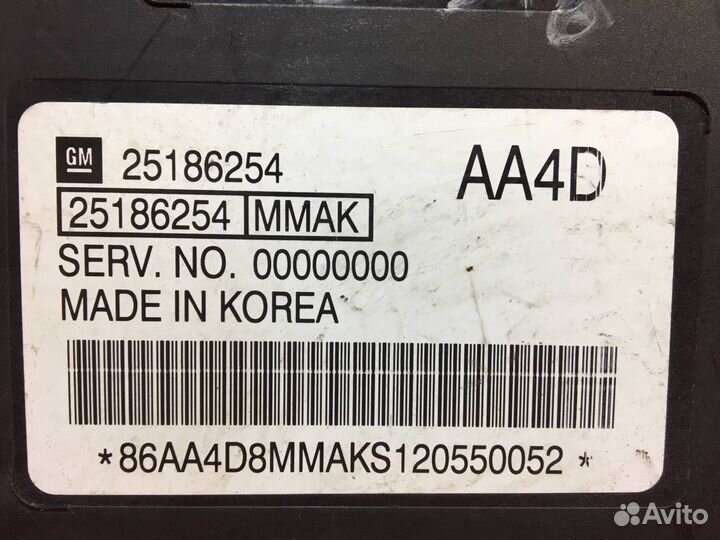 GM 25186254 AA4D
25186254 MMAK
SERV. NO. 00000000
MADE IN KOREA
*86AA4D8MMAKS120550052*
Avito